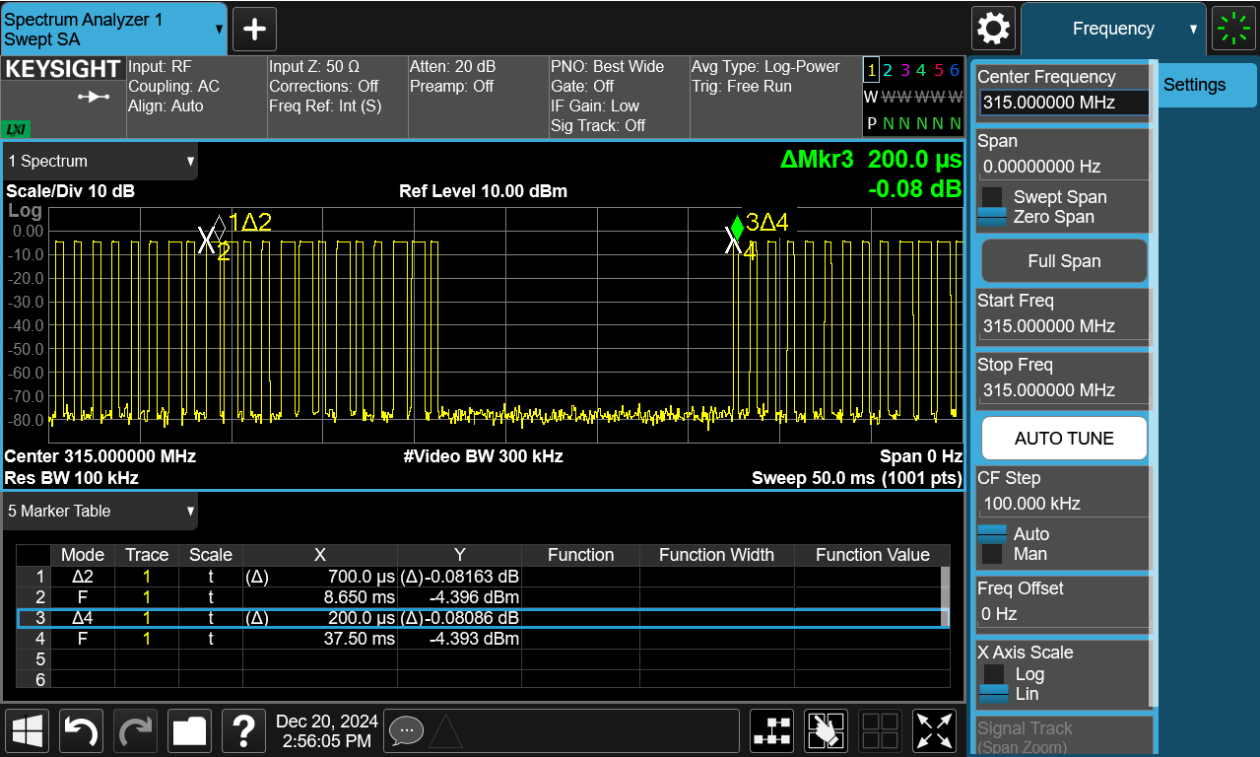 Spectrum Analyzer 1
Swept SA
Frequency
KEYSIGHT
LXI
Input: RF
Coupling: AC
Align: Auto
Input Z: 50 Ω
Corrections: Off
Freq Ref: Int (S)
Atten: 20 dB
Preamp: Off
PNO: Best Wide
Gate: Off
IF Gain: Low
Sig Track: Off
Avg Type: Log-Power
Trig: Free Run
1 2 3 4 5 6
W W W W W W
P N N N N N
1 Spectrum
ΔMkr3 200.0 µs
-0.08 dB
Scale/Div 10 dB
Ref Level 10.00 dBm
Log
0.00
-10.0
-20.0
-30.0
-40.0
-50.0
-60.0
-70.0
-80.0
1Δ2
2
3Δ4
4
Center 315.000000 MHz
#Video BW 300 kHz
Span 0 Hz
Res BW 100 kHz
Sweep 50.0 ms (1001 pts)
5 Marker Table
Mode Trace Scale X Y Function Function Width Function Value
1 Δ2 1 t (Δ) 700.0 µs (Δ)-0.08163 dB
2 F 1 t 8.650 ms -4.396 dBm
3 Δ4 1 t (Δ) 200.0 µs (Δ)-0.08086 dB
4 F 1 t 37.50 ms -4.393 dBm
5
6
?
Dec 20, 2024
2:56:05 PM
Center Frequency
315.000000 MHz
Span
0.00000000 Hz
Swept Span
Zero Span
Full Span
Start Freq
315.000000 MHz
Stop Freq
315.000000 MHz
AUTO TUNE
CF Step
100.000 kHz
Auto
Man
Freq Offset
0 Hz
X Axis Scale
Log
Lin
Signal Track
(Span Zoom)
Settings